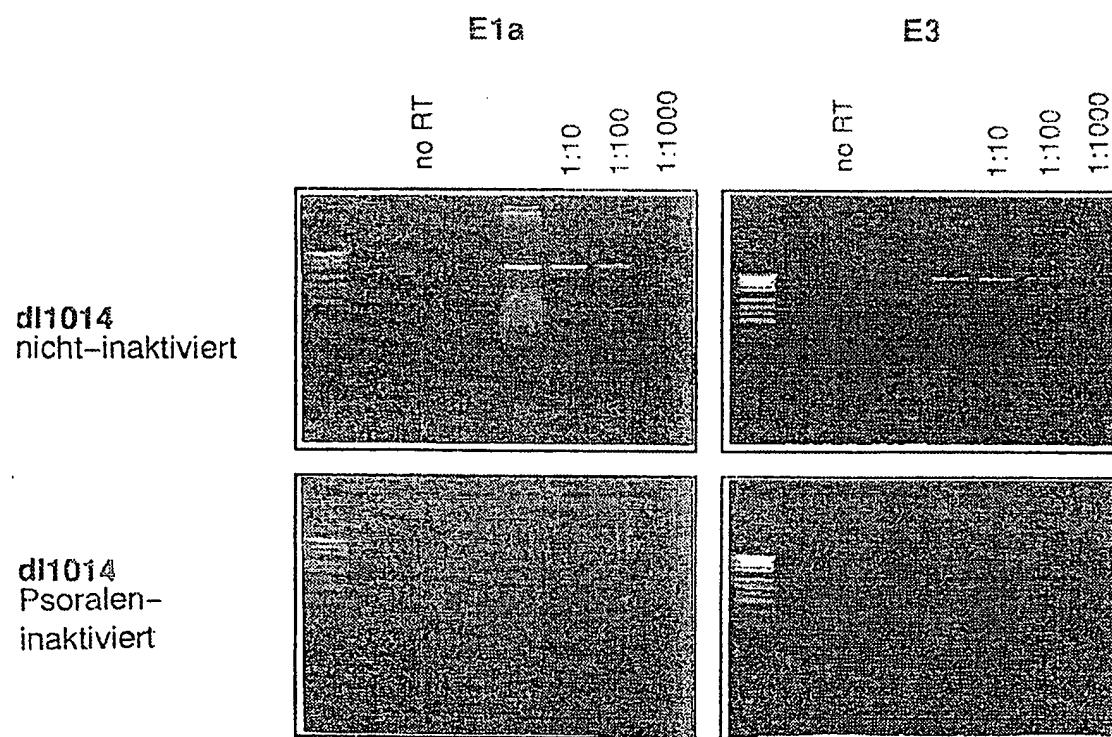 E1a
E3
no RT
1:10
1:100
1:1000
no RT
1:10
1:100
1:1000
dl1014
nicht–inaktiviert
dl1014
Psoralen–
inaktiviert